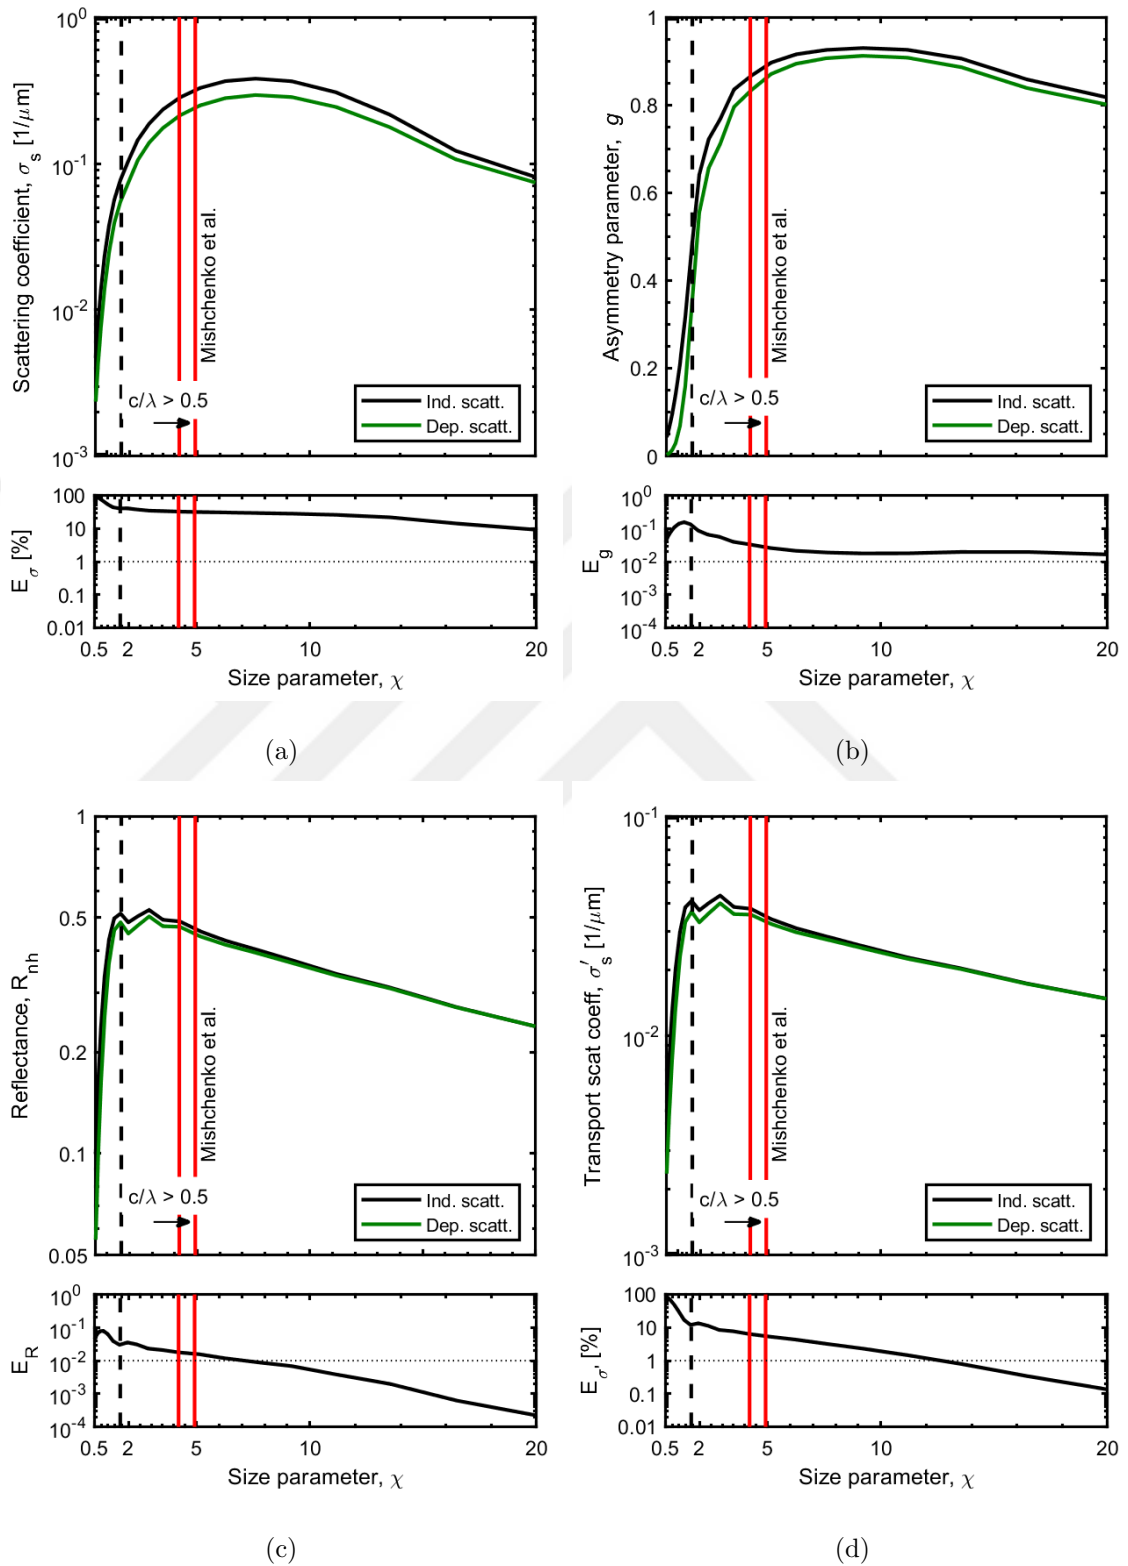 10^0
10^-1
10^-2
10^-3
Scattering coefficient, σ_s [1/μm]
Mishchenko et al.
c/λ > 0.5
Ind. scatt.
Dep. scatt.
100
10
1
0.1
0.01
E_σ [%]
0.5 2 5 10 20
Size parameter, χ
(a)
1
0.8
0.6
0.4
0.2
0
Asymmetry parameter, g
Mishchenko et al.
c/λ > 0.5
Ind. scatt.
Dep. scatt.
10^0
10^-1
10^-2
10^-3
10^-4
E_g
0.5 2 5 10 20
Size parameter, χ
(b)
1
0.5
0.2
0.1
0.05
Reflectance, R_nh
Mishchenko et al.
c/λ > 0.5
Ind. scatt.
Dep. scatt.
10^0
10^-1
10^-2
10^-3
10^-4
E_R
0.5 2 5 10 20
Size parameter, χ
(c)
10^-1
10^-2
10^-3
Transport scat coeff, σ'_s [1/μm]
Mishchenko et al.
c/λ > 0.5
Ind. scatt.
Dep. scatt.
100
10
1
0.1
0.01
E_σ' [%]
0.5 2 5 10 20
Size parameter, χ
(d)